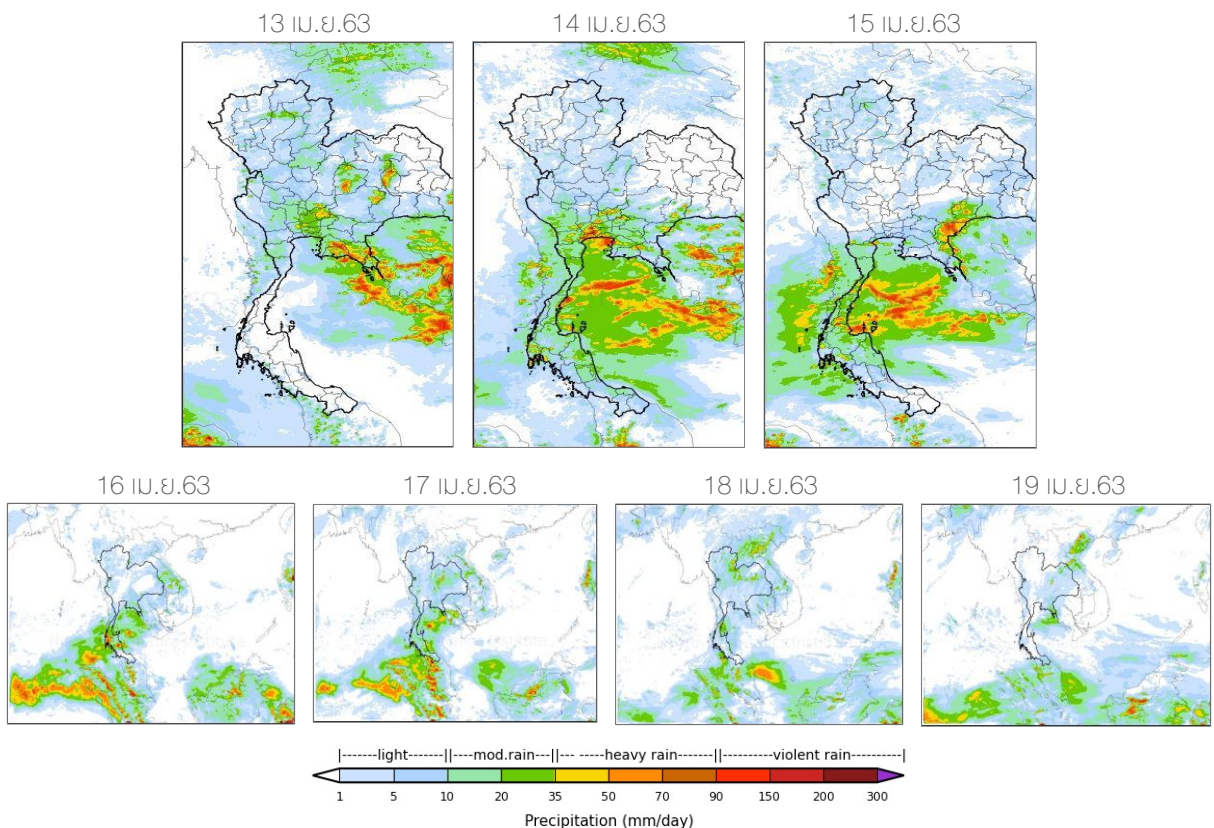 13 เม.ย.63
14 เม.ย.63
15 เม.ย.63
16 เม.ย.63
17 เม.ย.63
18 เม.ย.63
19 เม.ย.63
|-------light-------||----mod.rain---||--- -----heavy rain-------||---------violent rain-----------|
1 5 10 20 35 50 70 90 150 200 300
Precipitation (mm/day)